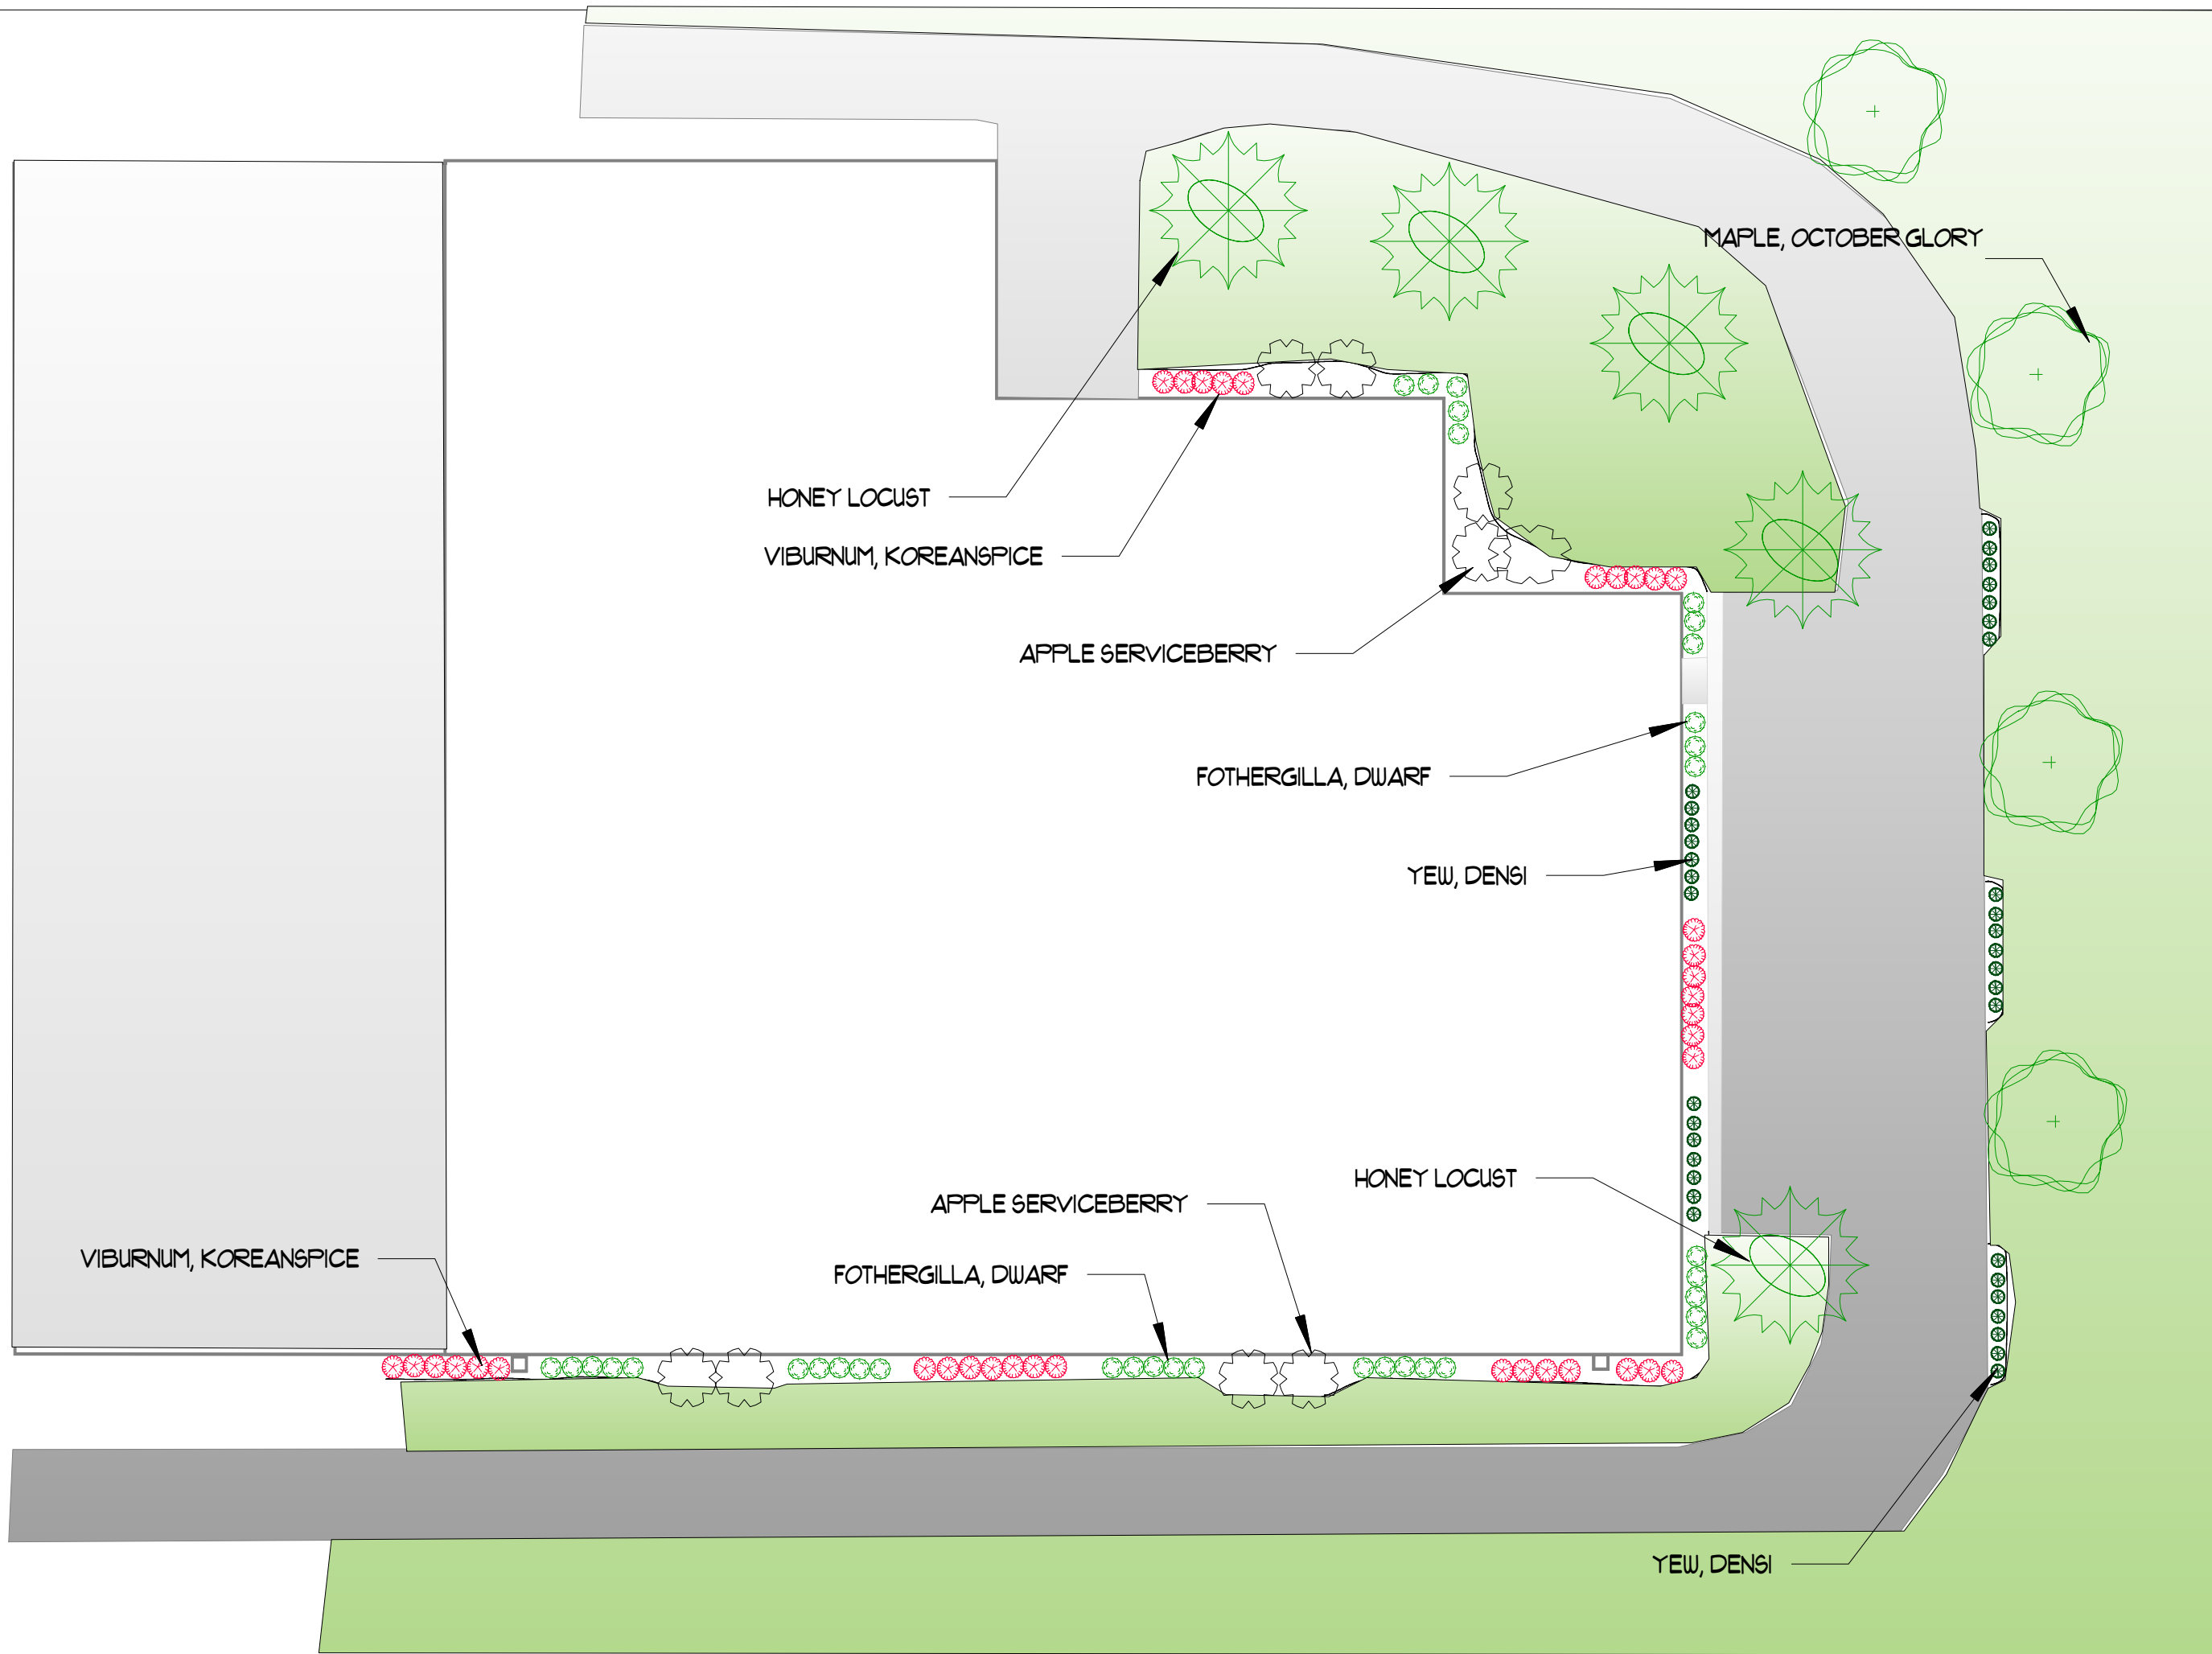 MAPLE, OCTOBER GLORY
HONEY LOCUST
VIBURNUM, KOREANSPICE
APPLE SERVICEBERRY
FOTHERGILLA, DWARF
YEW, DENSI
HONEY LOCUST
APPLE SERVICEBERRY
VIBURNUM, KOREANSPICE
FOTHERGILLA, DWARF
YEW, DENSI